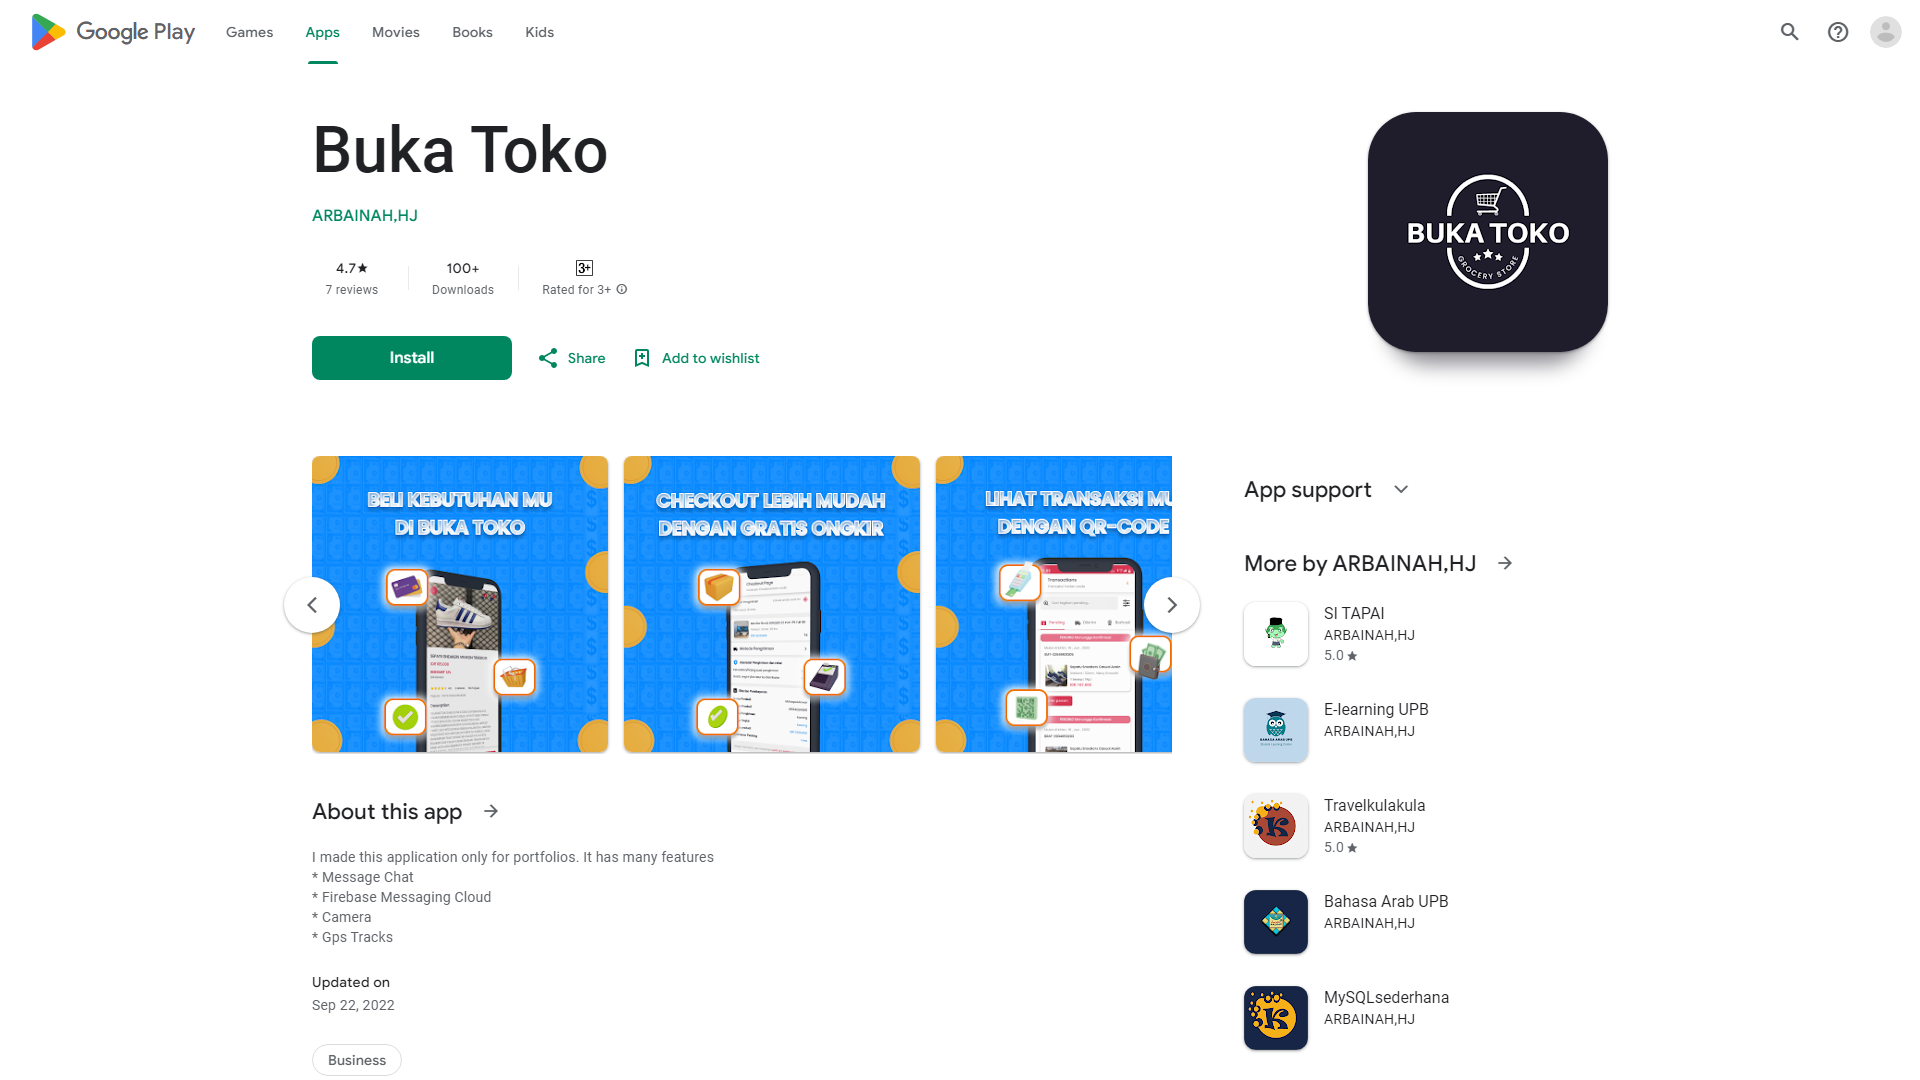 Google Play
Games
Apps
Movies
Books
Kids
Buka Toko
ARBAINAH,HJ
4.7★
7 reviews
100+
Downloads
3+
Rated for 3+
Install
Share
Add to wishlist
BUKA TOKO
GROCERY STORE
BELI KEBUTUHAN MU
DI BUKA TOKO
CHECKOUT LEBIH MUDAH
DENGAN GRATIS ONGKIR
LIHAT TRANSAKSI MU
DENGAN QR-CODE
Checkout Page
Transactions
App support
More by ARBAINAH,HJ
SI TAPAI
ARBAINAH,HJ
5.0 ★
E-learning UPB
ARBAINAH,HJ
Travelkulakula
ARBAINAH,HJ
5.0 ★
Bahasa Arab UPB
ARBAINAH,HJ
MySQLsederhana
ARBAINAH,HJ
About this app
I made this application only for portfolios. It has many features
* Message Chat
* Firebase Messaging Cloud
* Camera
* Gps Tracks
Updated on
Sep 22, 2022
Business